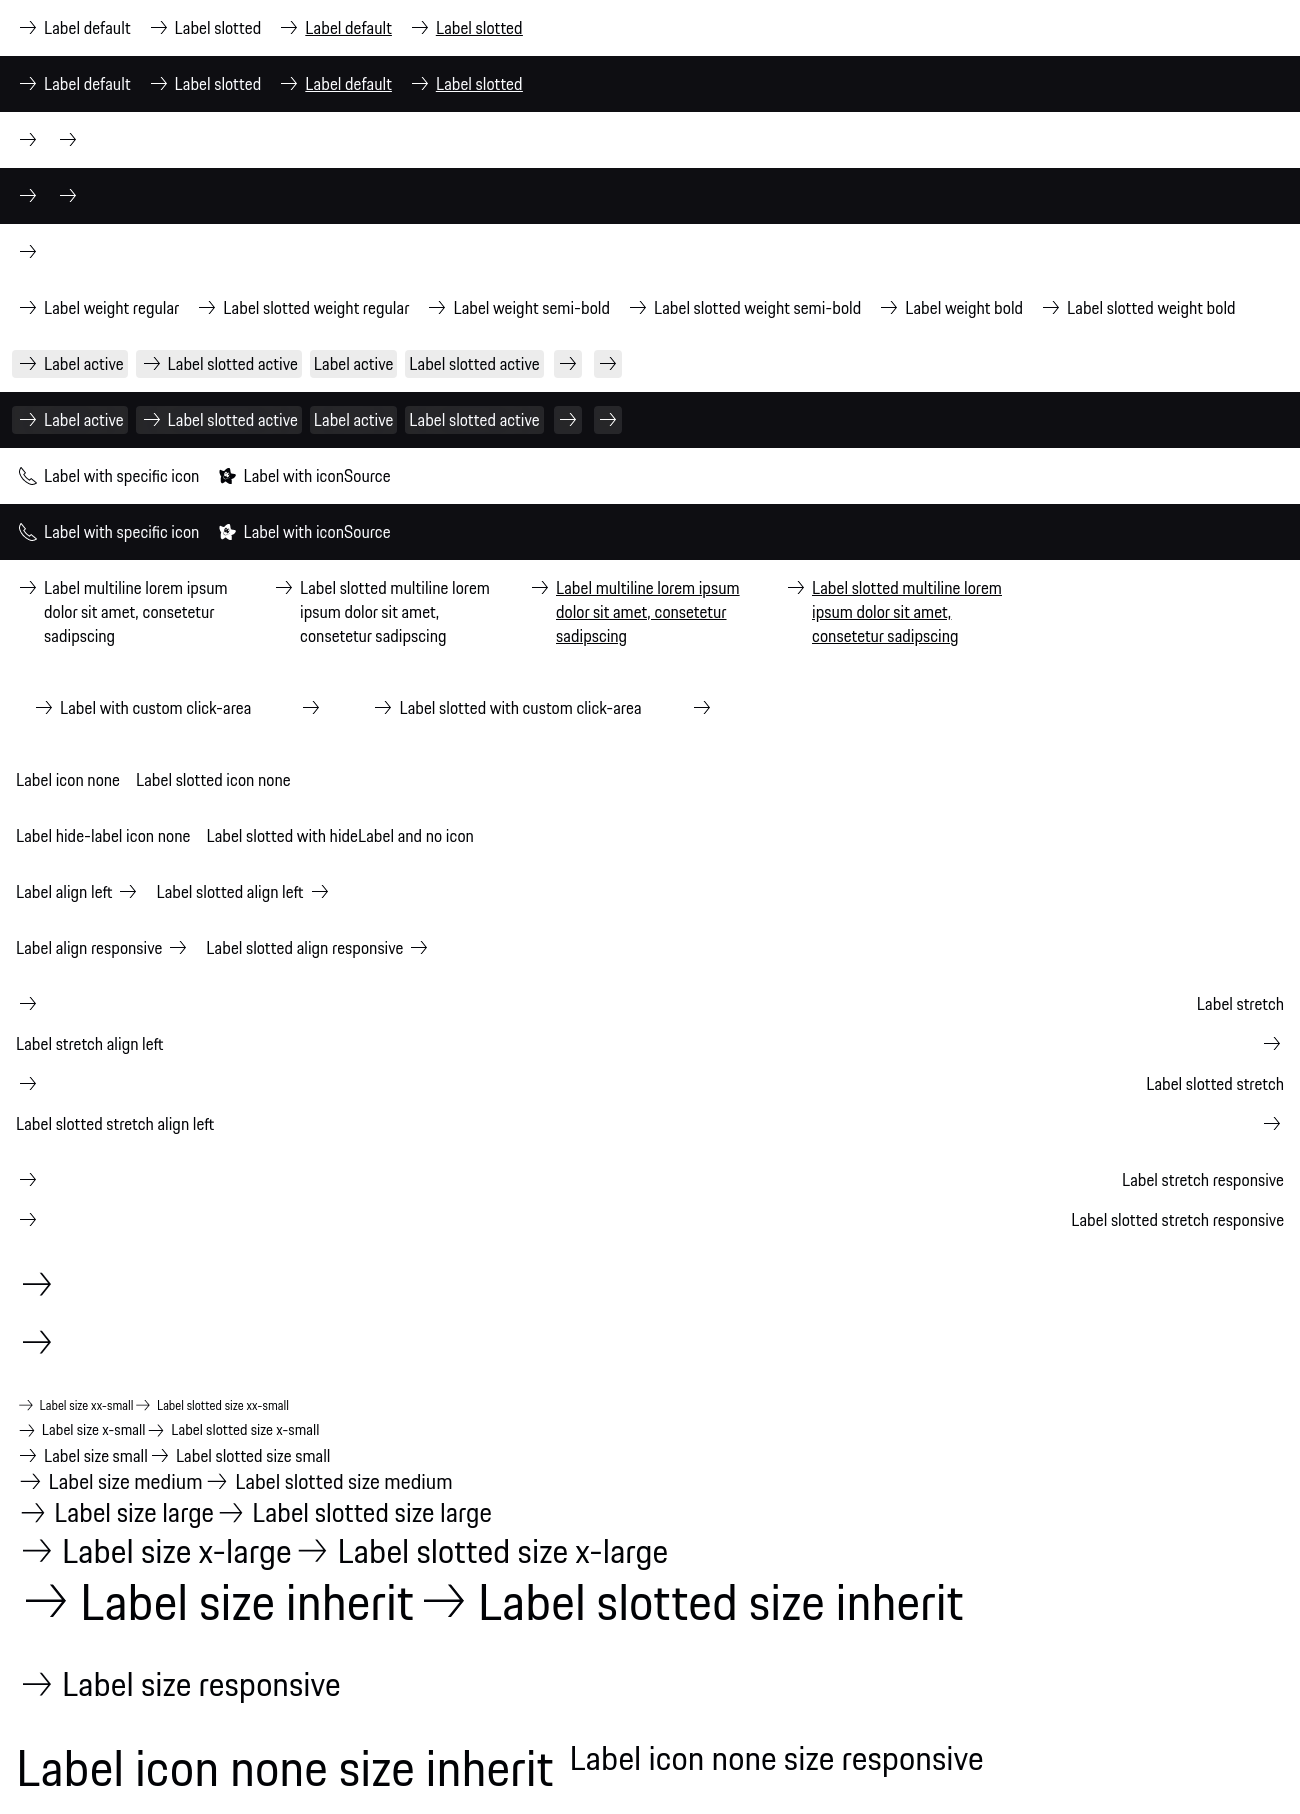 Label default Label slotted Label default Label slotted
Label default Label slotted Label default Label slotted
Label weight regular Label slotted weight regular Label weight semi-bold Label slotted weight semi-bold Label weight bold Label slotted weight bold
Label active Label slotted active Label active Label slotted active
Label active Label slotted active Label active Label slotted active
Label with specific icon Label with iconSource
Label with specific icon Label with iconSource
Label multiline lorem ipsum Label slotted multiline lorem Label multiline lorem ipsum Label slotted multiline lorem
dolor sit amet, consetetur ipsum dolor sit amet, dolor sit amet, consetetur ipsum dolor sit amet,
sadipscing consetetur sadipscing sadipscing consetetur sadipscing
Label with custom click-area Label slotted with custom click-area
Label icon none Label slotted icon none
Label hide-label icon none Label slotted with hideLabel and no icon
Label align left Label slotted align left
Label align responsive Label slotted align responsive
Label stretch
Label stretch align left
Label slotted stretch
Label slotted stretch align left
Label stretch responsive
Label slotted stretch responsive
Label size xx-small Label slotted size xx-small
Label size x-small Label slotted size x-small
Label size small Label slotted size small
Label size medium Label slotted size medium
Label size large Label slotted size large
Label size x-large Label slotted size x-large
Label size inherit Label slotted size inherit
Label size responsive
Label icon none size inherit Label icon none size responsive